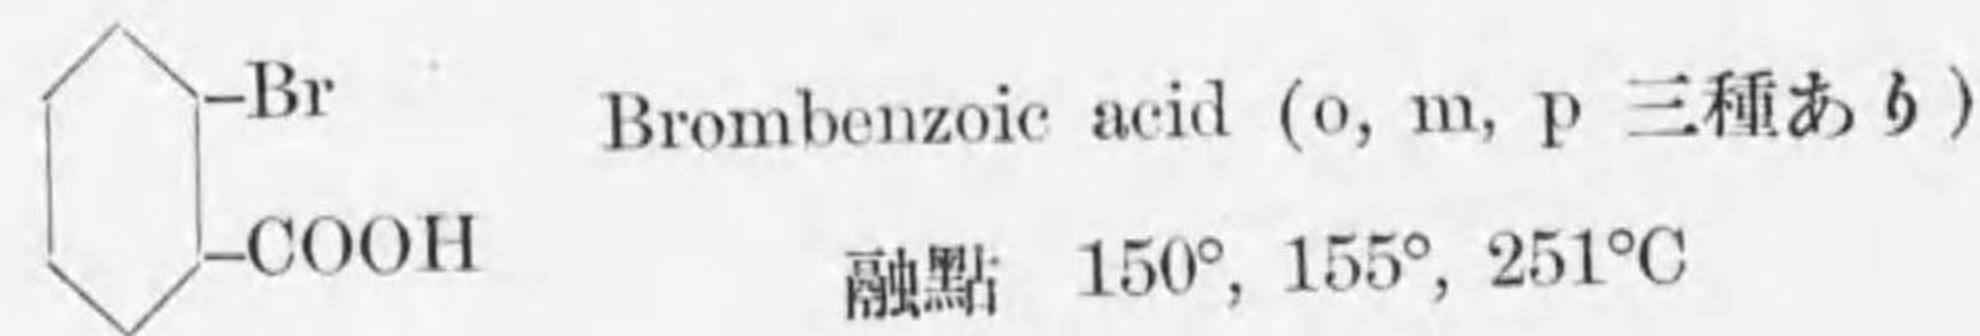 –Br
Brombenzoic acid (o, m, p 三種あり)
–COOH
融點 150°, 155°, 251°C